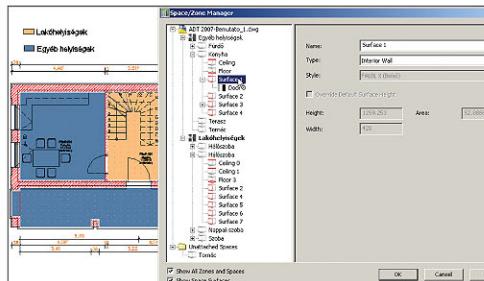 Lakóhelyiségek
Egyéb helyiségek
Space/Zone Manager
ADT 2007-Bemutato_1.dwg
Egyéb helyiségek
Fürdő
Konyha
Ceiling
Floor
Surface
Door
Surface 2
Surface 3
Surface 4
Terasz
Tornác
Lakóhelyiségek
Hálószoba
Hálószoba
Ceiling 0
Ceiling 1
Floor 3
Surface 2
Surface 4
Surface 5
Surface 6
Surface 7
Nappali szoba
Szoba
Unattached Spaces
Tornác
Show All Zones and Spaces
Show Space Surfaces
Name: Surface 1
Type: Interior Wall
Style:
Override Default Surface Height
Height: Area:
Width: 420
OK Cancel